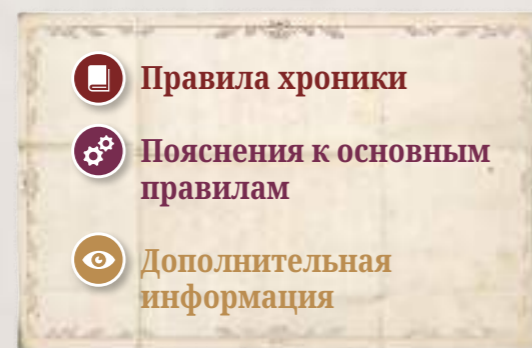 Правила хроники
Пояснения к основным
правилам
Дополнительная
информация